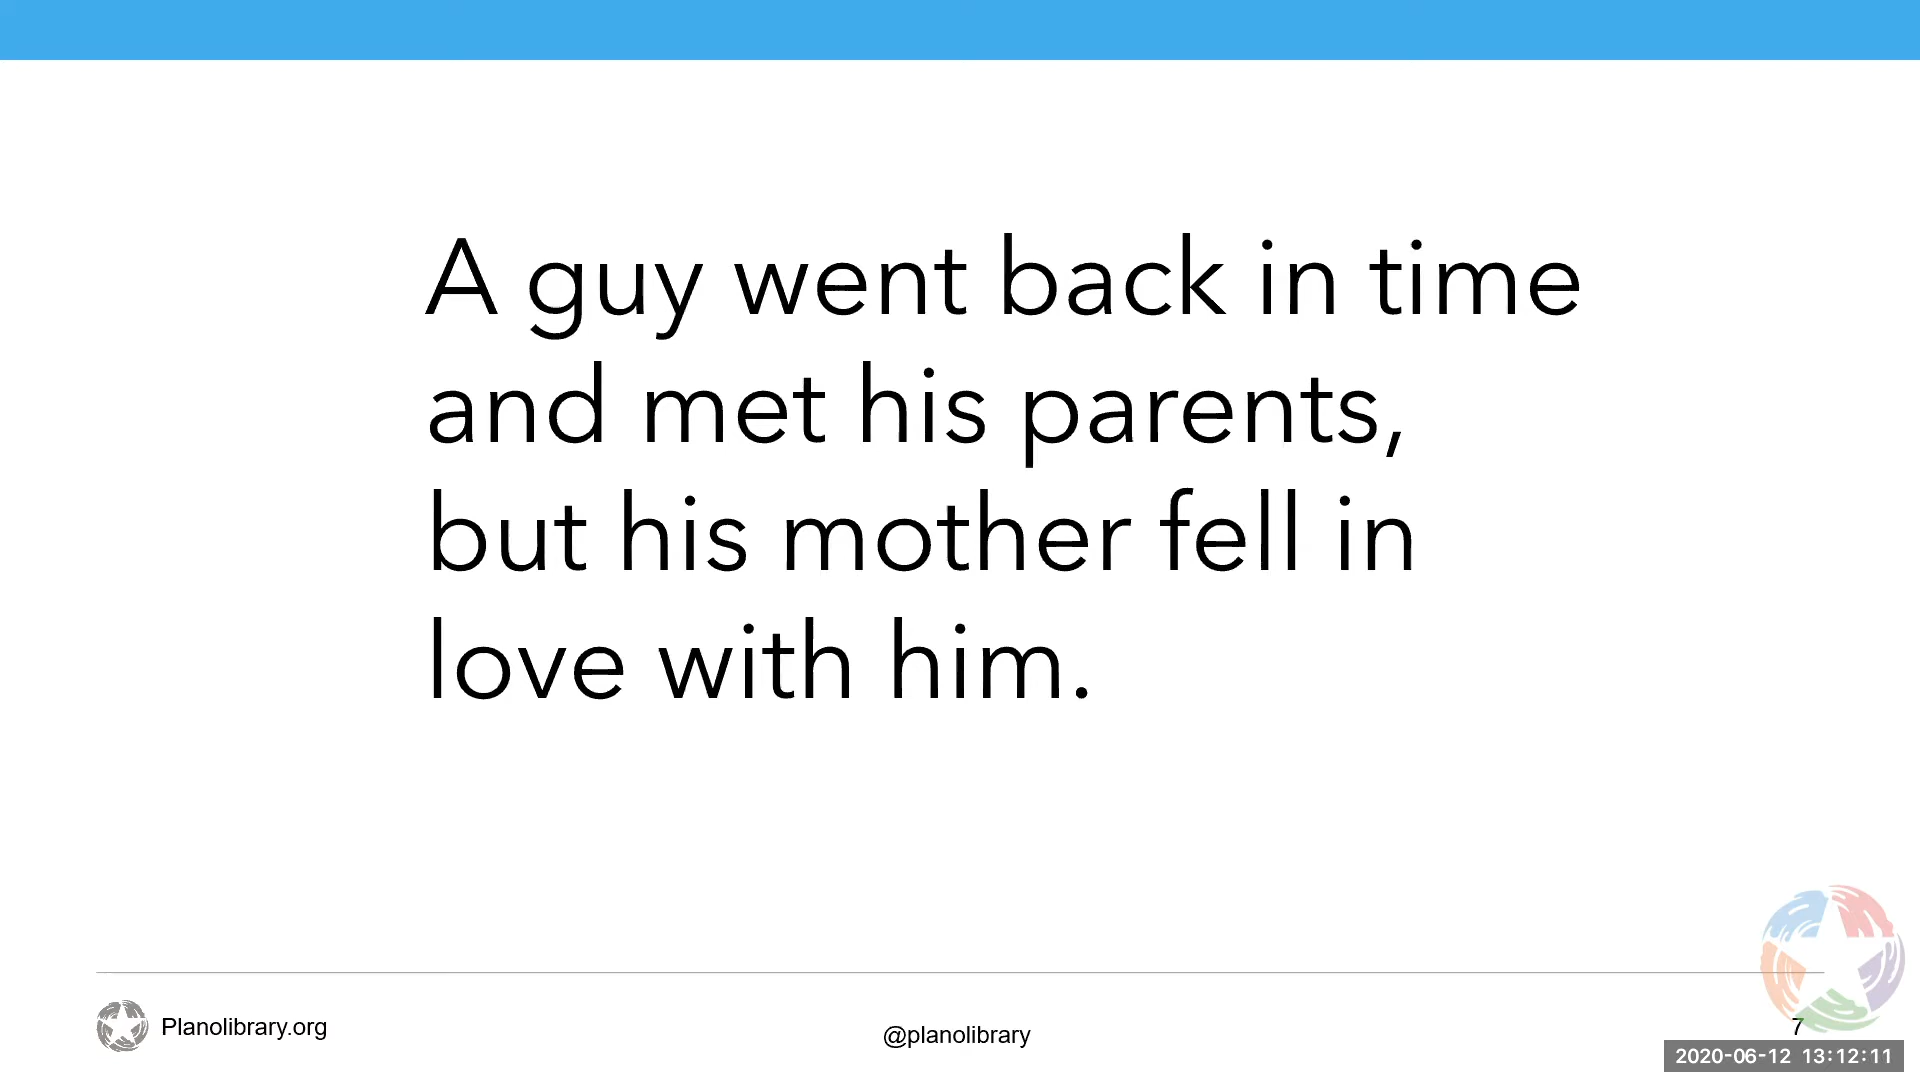 A guy went back in time
and met his parents,
but his mother fell in
love with him.
Planolibrary.org
@planolibrary
7
2020-06-12 13:12:11